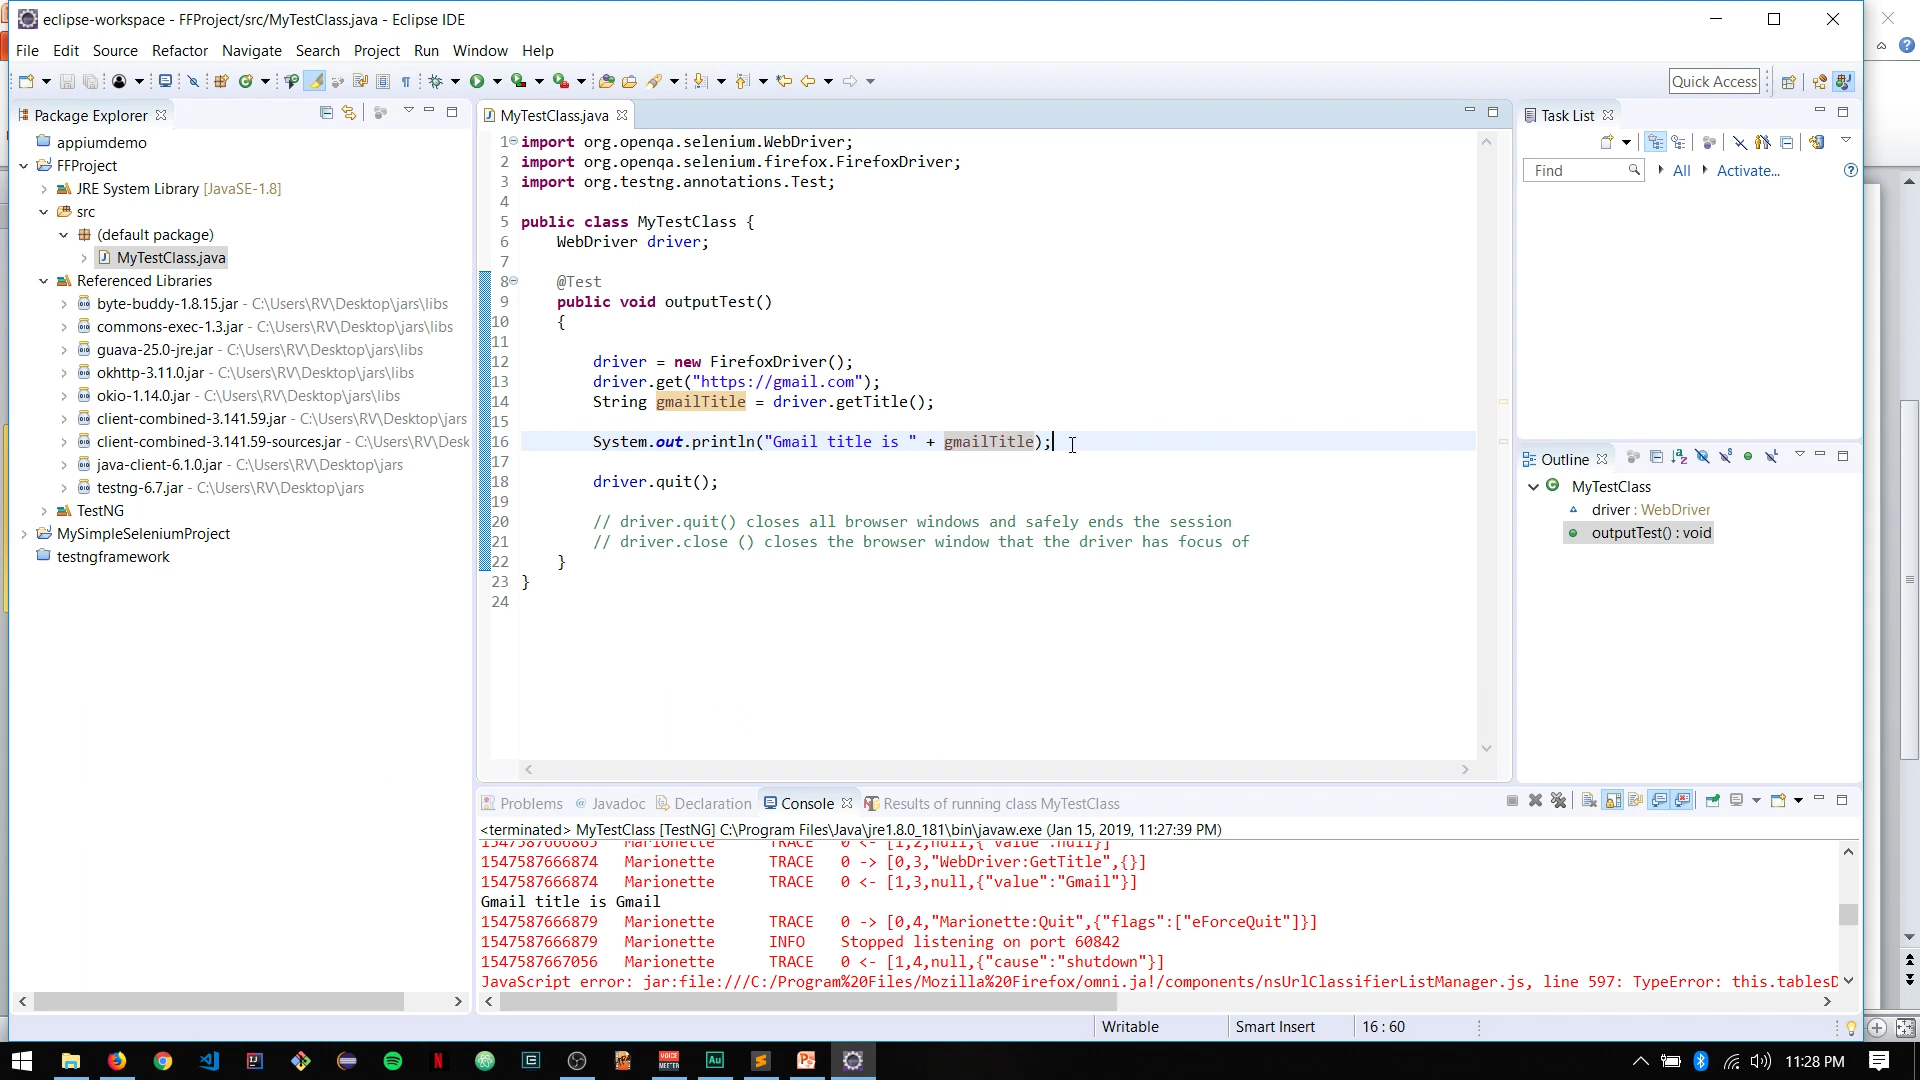 eclipse-workspace - FFProject/src/MyTestClass.java - Eclipse IDE
File Edit Source Refactor Navigate Search Project Run Window Help
Quick Access
Package Explorer
appiumdemo
FFProject
JRE System Library [JavaSE-1.8]
src
(default package)
MyTestClass.java
Referenced Libraries
byte-buddy-1.8.15.jar - C:\Users\RV\Desktop\jars\libs
commons-exec-1.3.jar - C:\Users\RV\Desktop\jars\libs
guava-25.0-jre.jar - C:\Users\RV\Desktop\jars\libs
okhttp-3.11.0.jar - C:\Users\RV\Desktop\jars\libs
okio-1.14.0.jar - C:\Users\RV\Desktop\jars\libs
client-combined-3.141.59.jar - C:\Users\RV\Desktop\jars
client-combined-3.141.59-sources.jar - C:\Users\RV\Desk
java-client-6.1.0.jar - C:\Users\RV\Desktop\jars
testng-6.7.jar - C:\Users\RV\Desktop\jars
TestNG
MySimpleSeleniumProject
testngframework
MyTestClass.java
1 import org.openqa.selenium.WebDriver;
2 import org.openqa.selenium.firefox.FirefoxDriver;
3 import org.testng.annotations.Test;
4
5 public class MyTestClass {
6 WebDriver driver;
7
8 @Test
9 public void outputTest()
10 {
11
12 driver = new FirefoxDriver();
13 driver.get("https://gmail.com");
14 String gmailTitle = driver.getTitle();
15
16 System.out.println("Gmail title is " + gmailTitle);
17
18 driver.quit();
19
20 // driver.quit() closes all browser windows and safely ends the session
21 // driver.close () closes the browser window that the driver has focus of
22 }
23 }
24
Task List
Find All Activate...
Outline
MyTestClass
driver : WebDriver
outputTest() : void
Problems @ Javadoc Declaration Console Results of running class MyTestClass
<terminated> MyTestClass [TestNG] C:\Program Files\Java\jre1.8.0_181\bin\javaw.exe (Jan 15, 2019, 11:27:39 PM)
1547587666865 Marionette TRACE 0 <- [1,2,null,{"value":null}]
1547587666874 Marionette TRACE 0 -> [0,3,"WebDriver:GetTitle",{}]
1547587666874 Marionette TRACE 0 <- [1,3,null,{"value":"Gmail"}]
Gmail title is Gmail
1547587666879 Marionette TRACE 0 -> [0,4,"Marionette:Quit",{"flags":["eForceQuit"]}]
1547587666879 Marionette INFO Stopped listening on port 60842
1547587667056 Marionette TRACE 0 <- [1,4,null,{"cause":"shutdown"}]
JavaScript error: jar:file:///C:/Program%20Files/Mozilla%20Firefox/omni.ja!/components/nsUrlClassifierListManager.js, line 597: TypeError: this.tablesD
Writable Smart Insert 16 : 60
11:28 PM